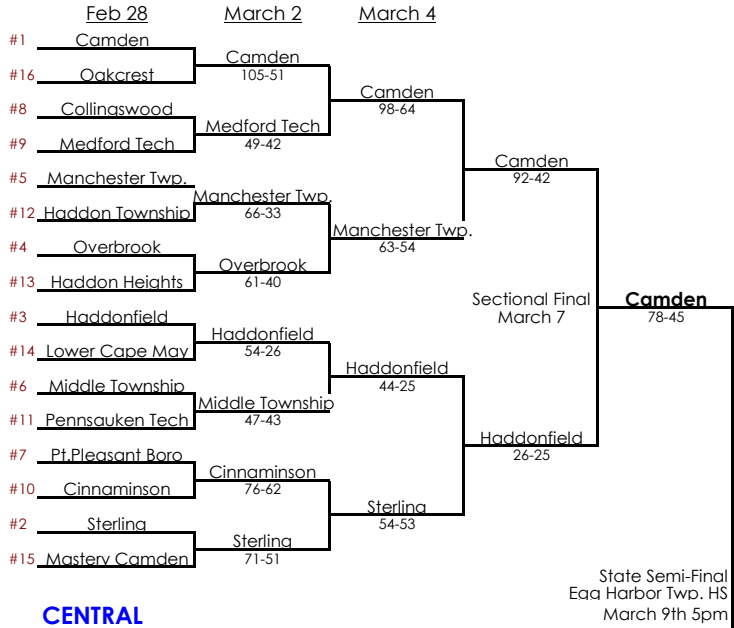 Feb 28 March 2 March 4
#1 Camden
Camden
#16 Oakcrest
105-51
Camden
98-64
#8 Collingswood
Medford Tech
#9 Medford Tech
49-42
Camden
92-42
#5 Manchester Twp.
Manchester Twp.
#12 Haddon Township
66-33
Manchester Twp.
63-54
#4 Overbrook
Overbrook
#13 Haddon Heights
61-40
Sectional Final
March 7
Camden
78-45
#3 Haddonfield
Haddonfield
#14 Lower Cape May
54-26
Haddonfield
44-25
#6 Middle Township
Middle Township
#11 Pennsauken Tech
47-43
Haddonfield
26-25
#7 Pt.Pleasant Boro
Cinnaminson
#10 Cinnaminson
76-62
Sterling
54-53
#2 Sterling
Sterling
#15 Mastery Camden
71-51
State Semi-Final
Egg Harbor Twp. HS
March 9th 5pm
CENTRAL